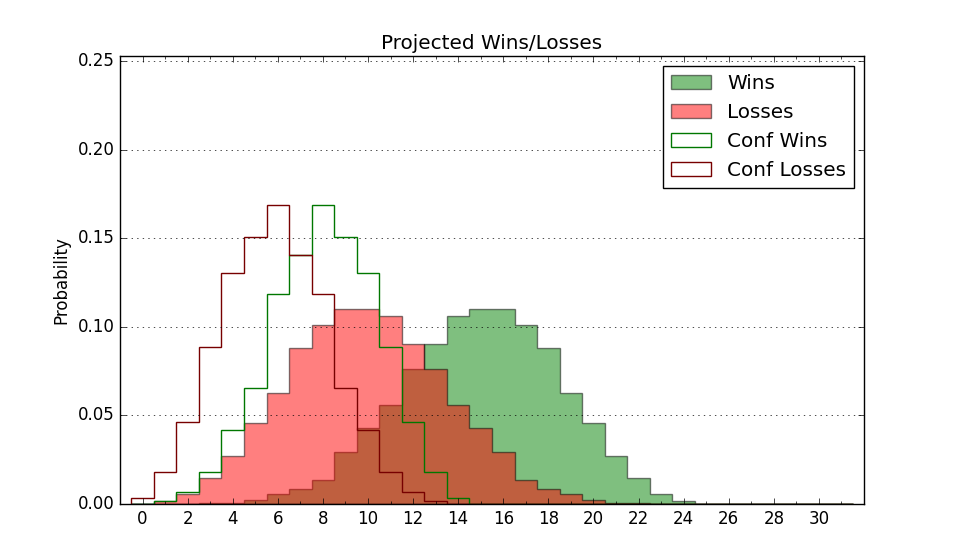 Projected Wins/Losses
0.25
0.20
0.15
0.10
0.05
0.00
Probability
Wins
Losses
Conf Wins
Conf Losses
0 2 4 6 8 10 12 14 16 18 20 22 24 26 28 30